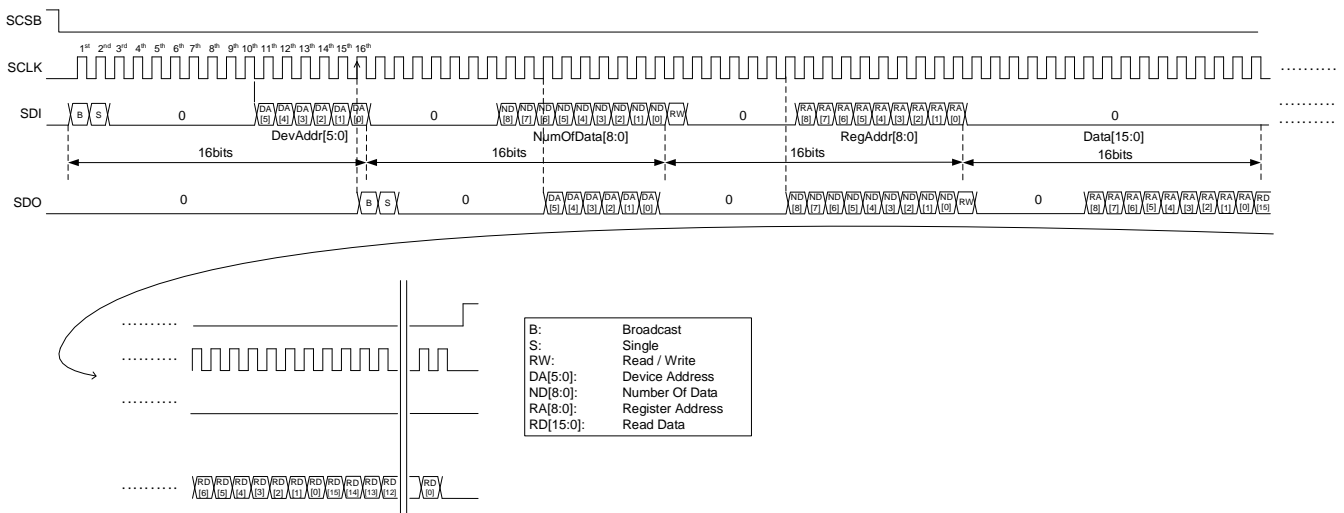 SCSB
1st 2nd 3rd 4th 5th 6th 7th 8th 9th 10th 11th 12th 13th 14th 15th 16th
SCLK
SDI B S 0 DA[5] DA[4] DA[3] DA[2] DA[1] DA[0] 0 ND[8] ND[7] ND[6] ND[5] ND[4] ND[3] ND[2] ND[1] ND[0] RW 0 RA[8] RA[7] RA[6] RA[5] RA[4] RA[3] RA[2] RA[1] RA[0] 0
DevAddr[5:0] NumOfData[8:0] RegAddr[8:0] Data[15:0]
16bits 16bits 16bits 16bits
SDO 0 B S 0 DA[5] DA[4] DA[3] DA[2] DA[1] DA[0] 0 ND[8] ND[7] ND[6] ND[5] ND[4] ND[3] ND[2] ND[1] ND[0] RW 0 RA[8] RA[7] RA[6] RA[5] RA[4] RA[3] RA[2] RA[1] RA[0] RD[15]
B: Broadcast
S: Single
RW: Read / Write
DA[5:0]: Device Address
ND[8:0]: Number Of Data
RA[8:0]: Register Address
RD[15:0]: Read Data
RD[6] RD[5] RD[4] RD[3] RD[2] RD[1] RD[0] RD[15] RD[14] RD[13] RD[12] RD[0]